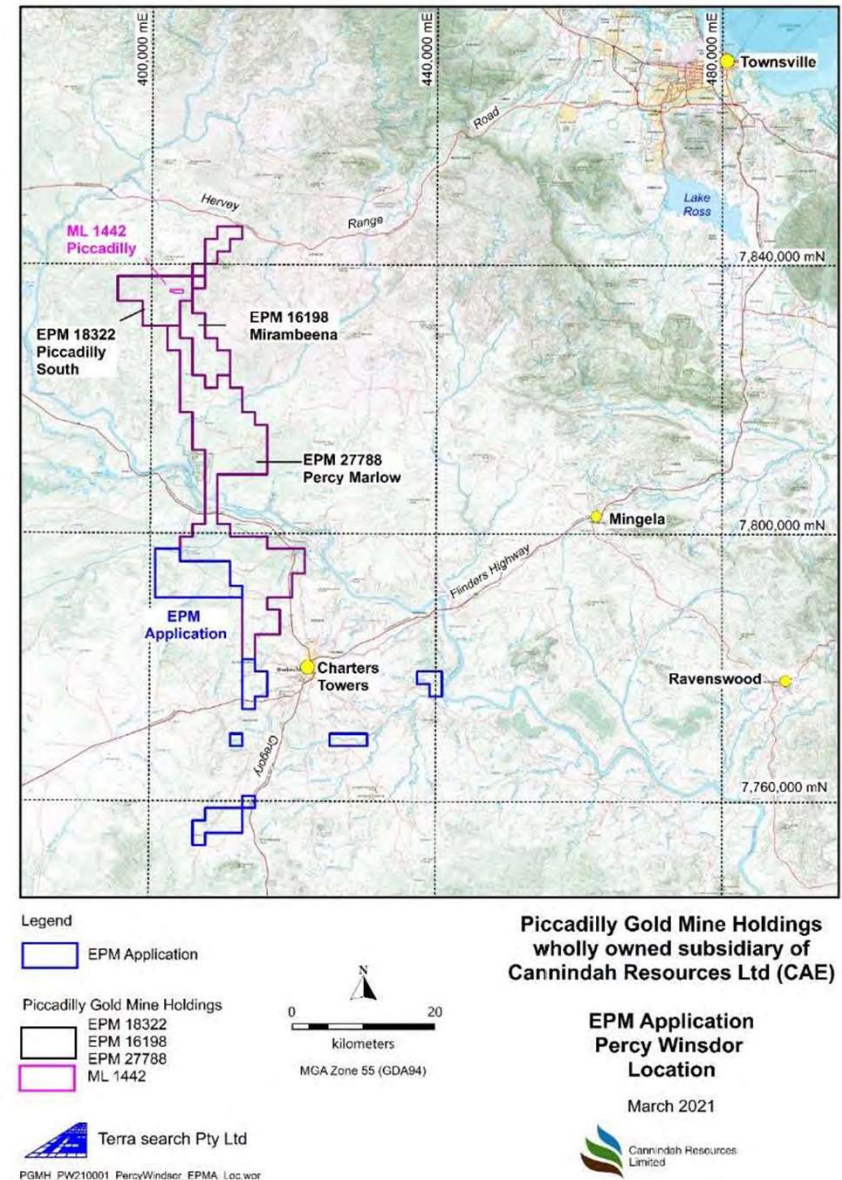 400,000 mE
440,000 mE
480,000 mE
Townsville
Road
Hervey
Range
Lake
Ross
ML 1442
Piccadilly
7,840,000 mN
EPM 18322
Piccadilly
South
EPM 16198
Mirambeena
EPM 27788
Percy Marlow
Mingela
7,800,000 mN
Flinders Highway
EPM
Application
Charters
Towers
Ravenswood
Gregory
7,760,000 mN
Legend
EPM Application
Piccadilly Gold Mine Holdings
EPM 18322
EPM 16198
EPM 27788
ML 1442
N
0 20
kilometers
MGA Zone 55 (GDA94)
Piccadilly Gold Mine Holdings
wholly owned subsidiary of
Cannindah Resources Ltd (CAE)
EPM Application
Percy Winsdor
Location
March 2021
Terra search Pty Ltd
Cannindah Resources
Limited
PGMH_PW210001_PercyWindsor_EPMA_Loc.wor